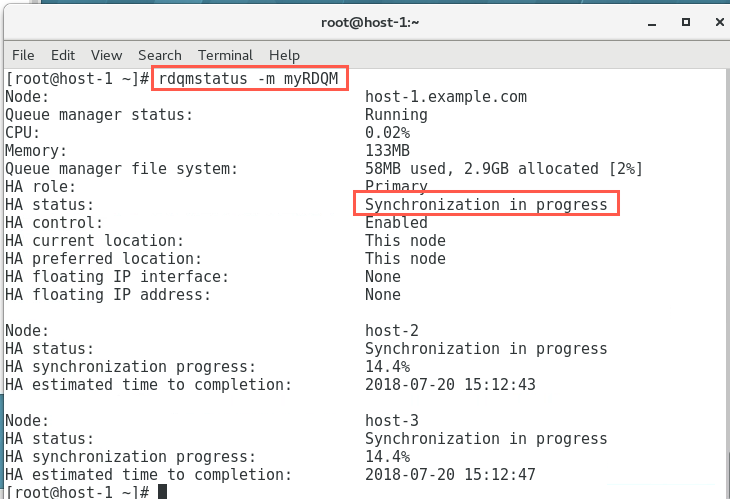 root@host-1:~
File Edit View Search Terminal Help
[root@host-1 ~]# rdqmstatus -m myRDQM
Node: host-1.example.com
Queue manager status: Running
CPU: 0.02%
Memory: 133MB
Queue manager file system: 58MB used, 2.9GB allocated [2%]
HA role: Primary
HA status: Synchronization in progress
HA control: Enabled
HA current location: This node
HA preferred location: This node
HA floating IP interface: None
HA floating IP address: None
Node: host-2
HA status: Synchronization in progress
HA synchronization progress: 14.4%
HA estimated time to completion: 2018-07-20 15:12:43
Node: host-3
HA status: Synchronization in progress
HA synchronization progress: 14.4%
HA estimated time to completion: 2018-07-20 15:12:47
[root@host-1 ~]#